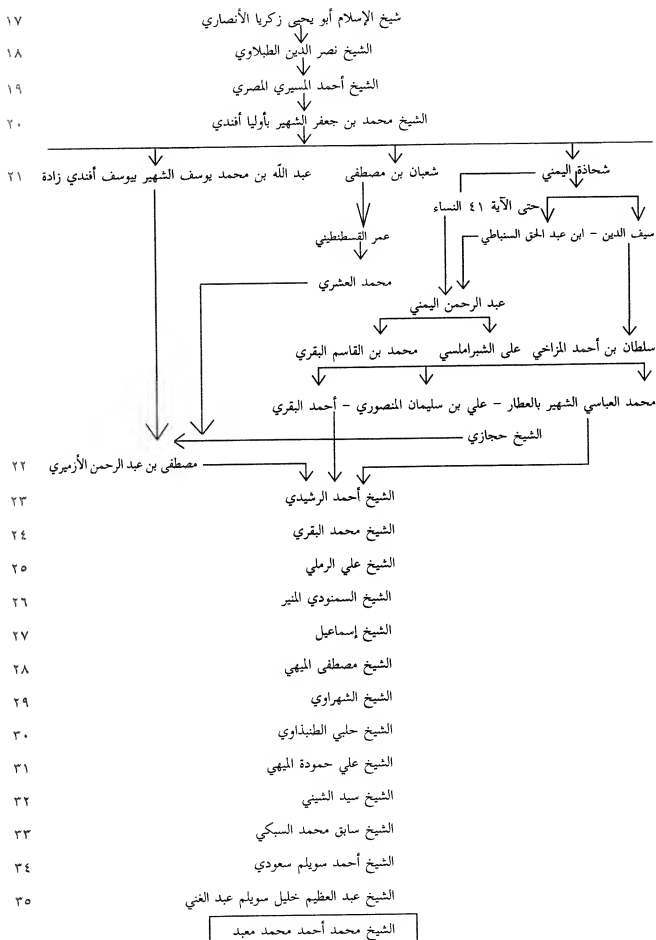 شيخ الإسلام أبو يحيى زكريا الأنصاري ١٧
الشيخ نصر الدين الطبلاوي ١٨
الشيخ أحمد المسيري المصري ١٩
الشيخ محمد بن جعفر الشهير بأوليا أفندي ٢٠
شحاذة اليمني شعبان بن مصطفى عبد الله بن محمد يوسف الشهير بيوسف أفندي زادة ٢١
حتى الآية ٤١ النساء
سيف الدين - ابن عبد الحق السنباطي عمر القسطنطيني
محمد العشري
عبد الرحمن اليمني
سلطان بن أحمد المزاخي على الشبراملسي محمد بن القاسم البقري
محمد العباسي الشهير بالعطار - علي بن سليمان المنصوري - أحمد البقري
الشيخ حجازي
مصطفى بن عبد الرحمن الأزميري ٢٢
الشيخ أحمد الرشيدي ٢٣
الشيخ محمد البقري ٢٤
الشيخ علي الرملي ٢٥
الشيخ السمنودي المنير ٢٦
الشيخ إسماعيل ٢٧
الشيخ مصطفى الميهي ٢٨
الشيخ الشهراوي ٢٩
الشيخ حلبي الطنبذاوي ٣٠
الشيخ علي حمودة الميهي ٣١
الشيخ سيد الشيني ٣٢
الشيخ سابق محمد السبكي ٣٣
الشيخ أحمد سويلم سعودي ٣٤
الشيخ عبد العظيم خليل سويلم عبد الغني ٣٥
الشيخ محمد أحمد محمد معبد